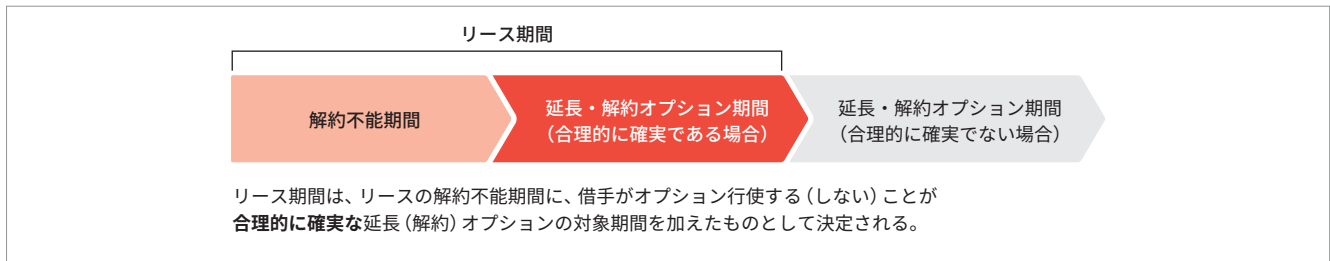 リース期間
解約不能期間
延長・解約オプション期間
（合理的に確実である場合）
延長・解約オプション期間
（合理的に確実でない場合）
リース期間は、リースの解約不能期間に、借手がオプション行使する（しない）ことが
合理的に確実な延長（解約）オプションの対象期間を加えたものとして決定される。